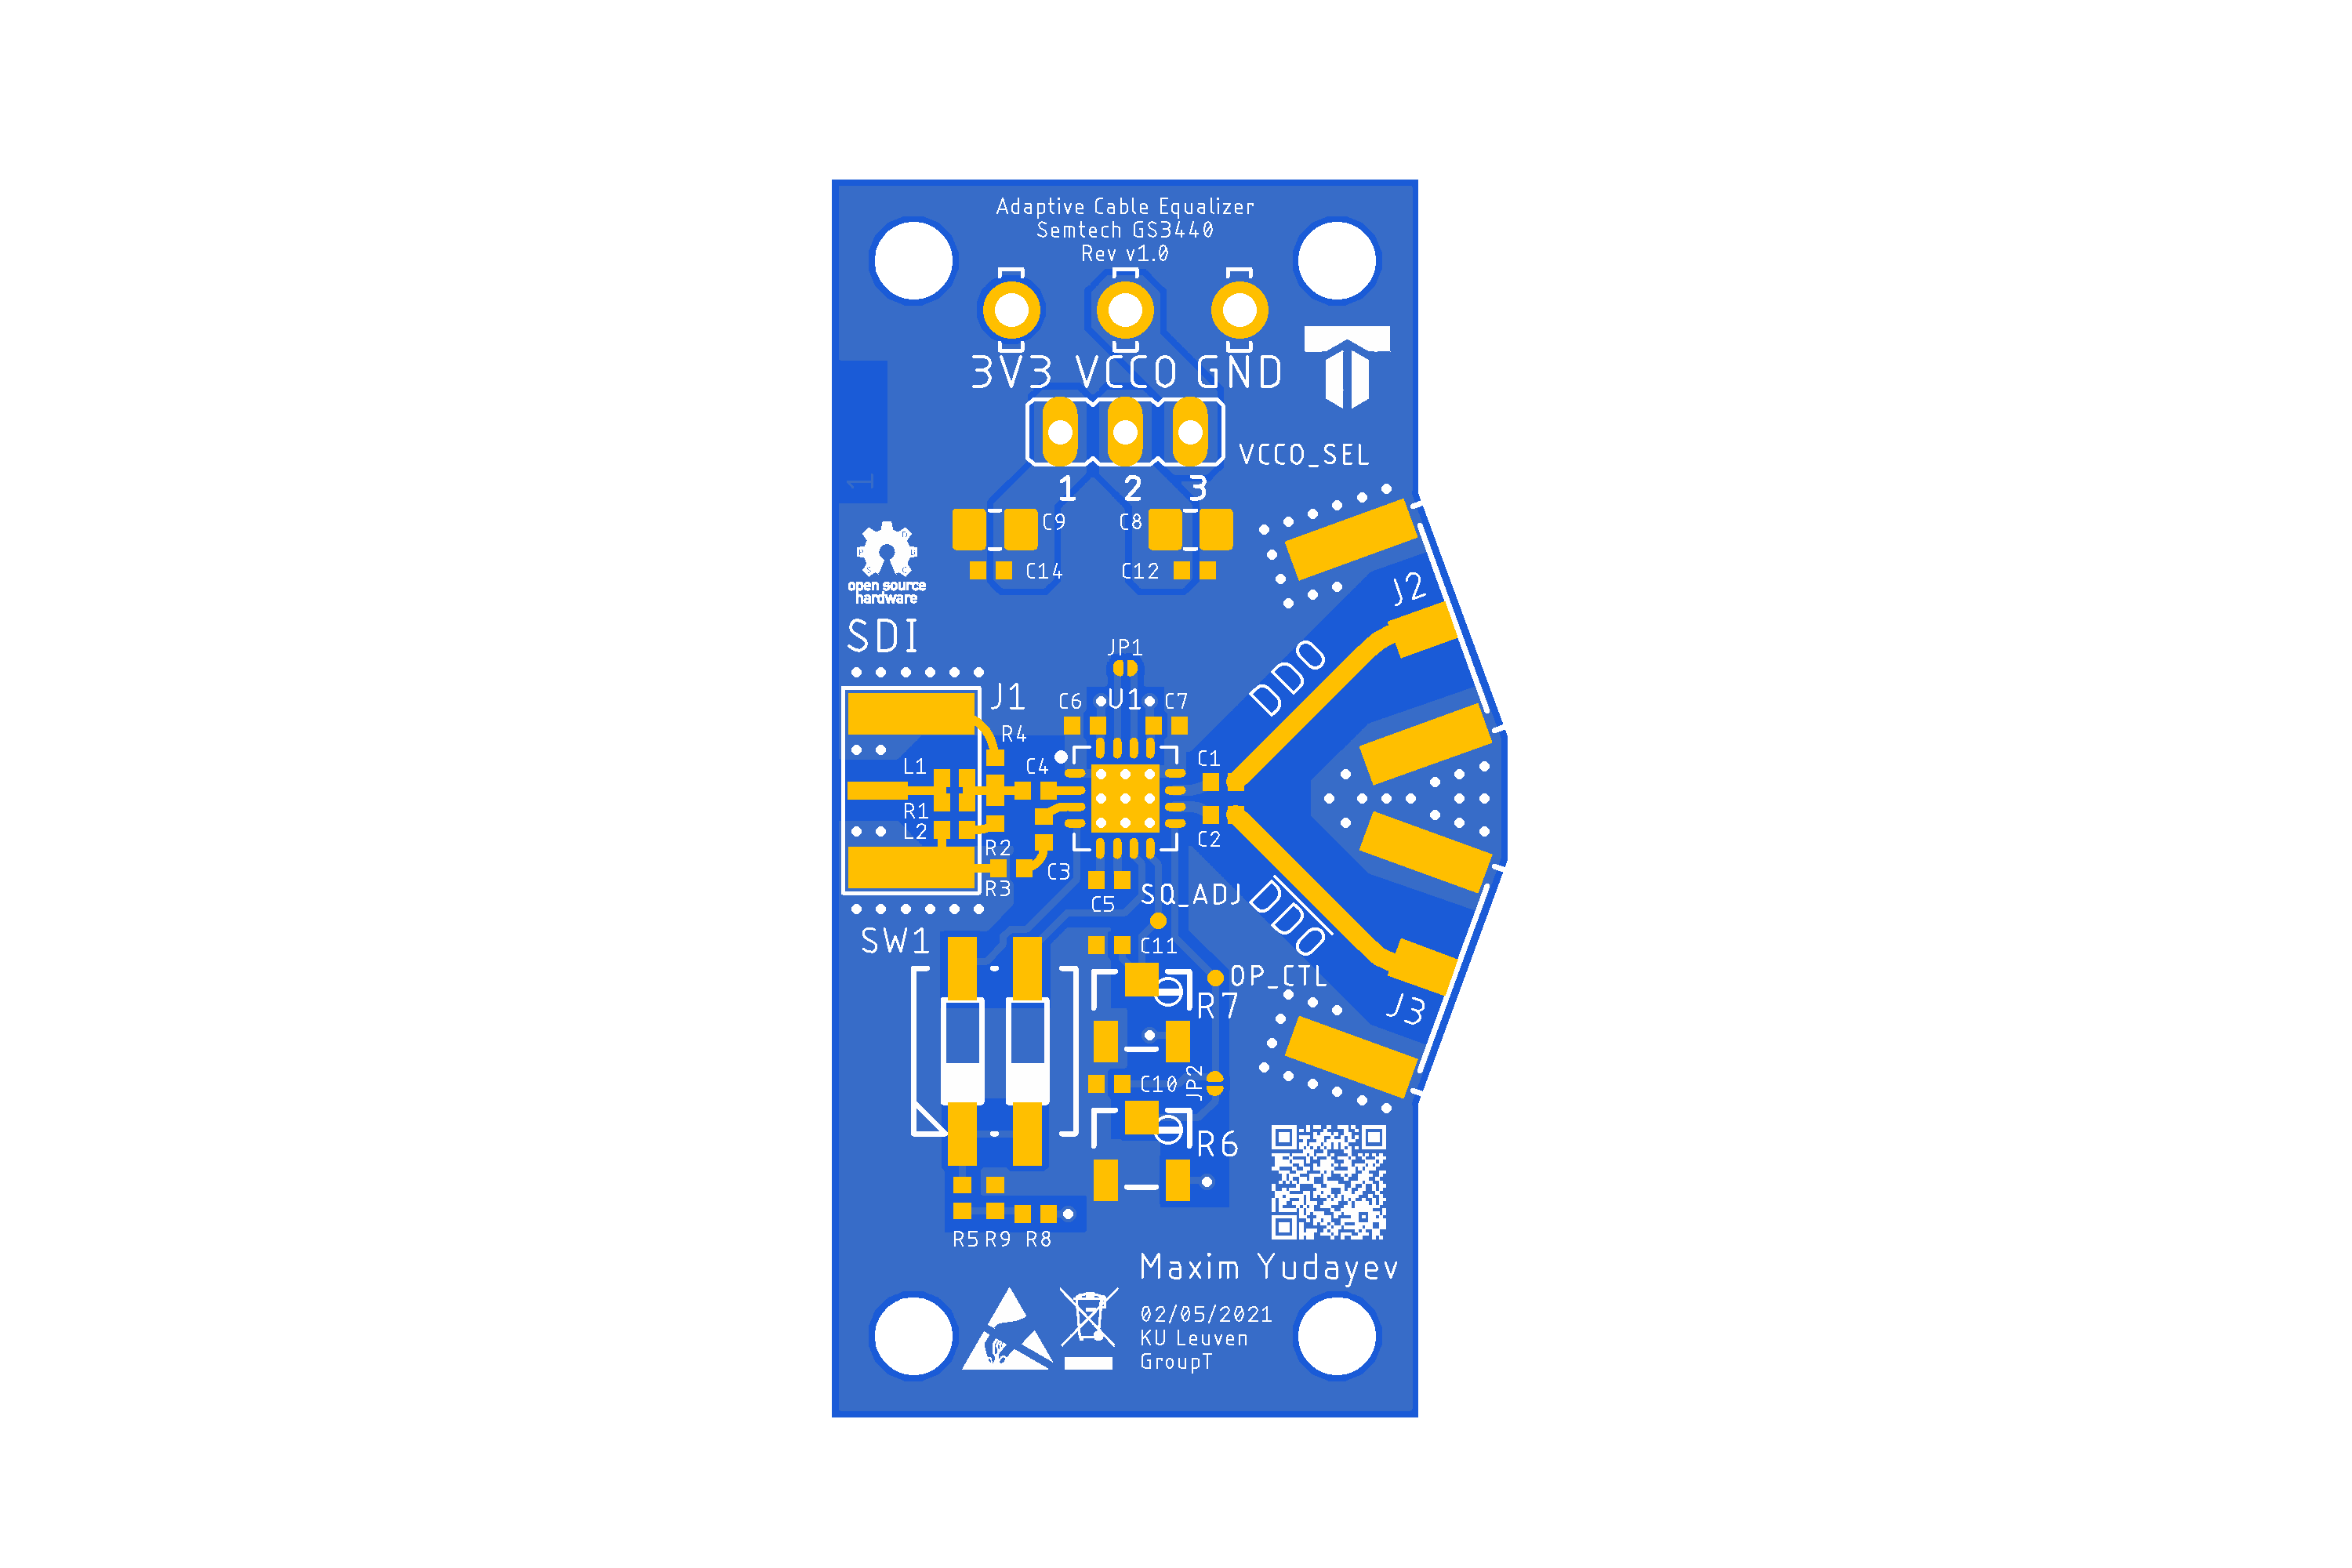 Adaptive Cable Equalizer
Semtech GS3440
Rev v1.0
3V3 VCCO GND
VCCO_SEL
1 2 3
1
C9 C8
C14 C12
open source
hardware
SDI
J2
JP1
DDO
J1
C6 U1 C7
R4
L1 C4 C1
R1
L2
R2 C2
R3 C3
SQ_ADJ
C5
DDO
SW1
C11
OP_CTL
R7
J3
C10
JP2
R6
R5 R9 R8
Maxim Yudayev
02/05/2021
KU Leuven
GroupT